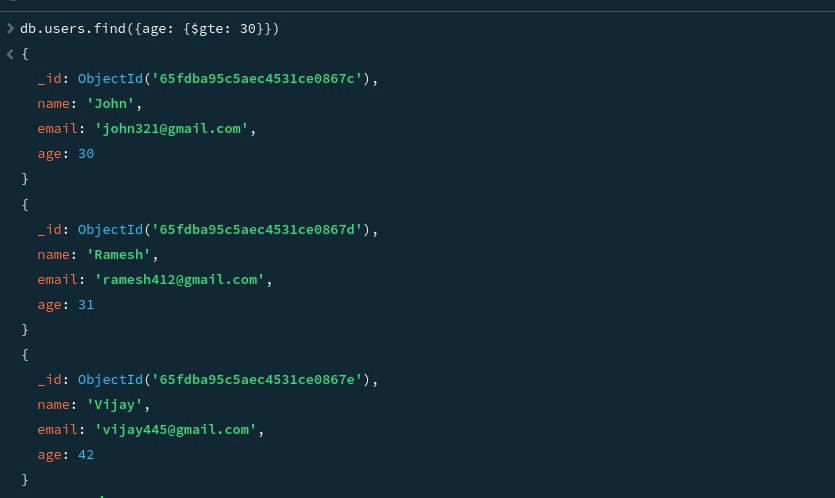 db.users.find({age: {$gte: 30}})
{
_id: ObjectId('65fdba95c5aec4531ce0867c'),
name: 'John',
email: 'john321@gmail.com',
age: 30
}
{
_id: ObjectId('65fdba95c5aec4531ce0867d'),
name: 'Ramesh',
email: 'ramesh412@gmail.com',
age: 31
}
{
_id: ObjectId('65fdba95c5aec4531ce0867e'),
name: 'Vijay',
email: 'vijay445@gmail.com',
age: 42
}